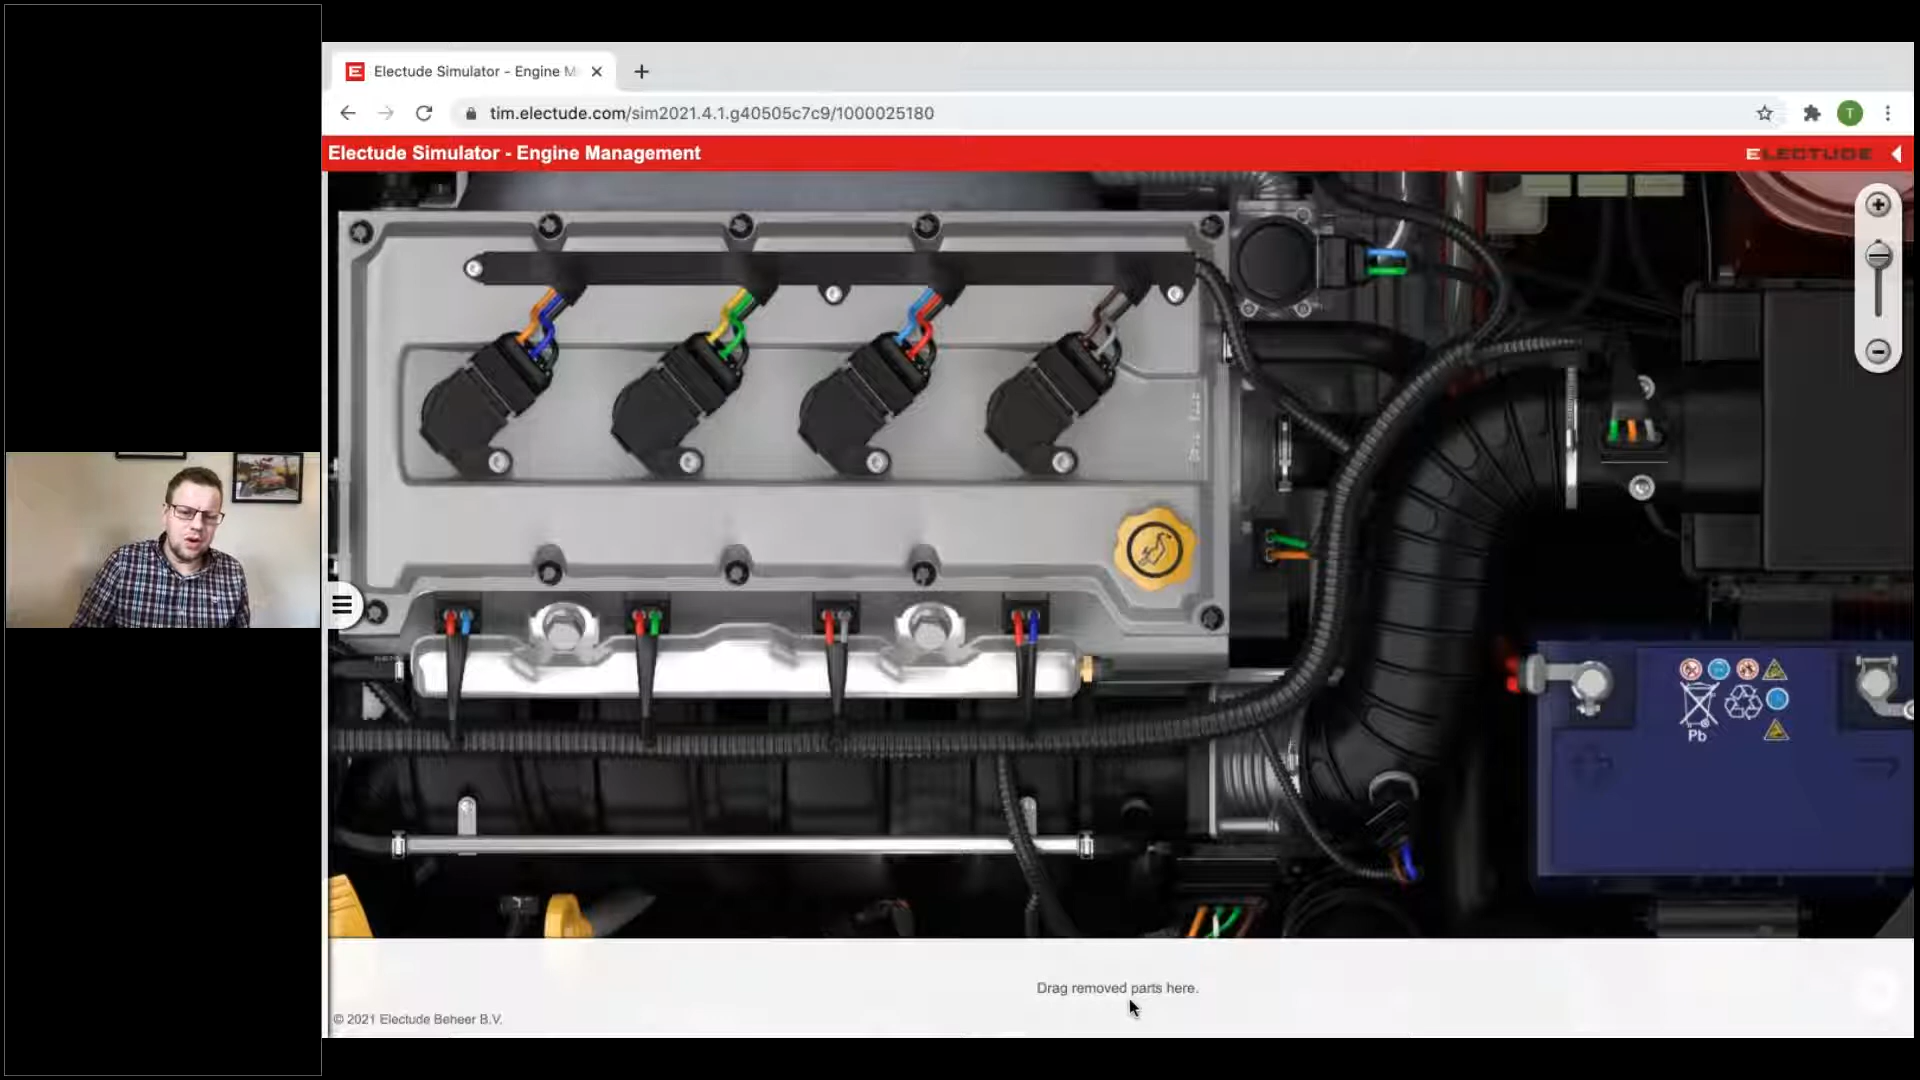 Electude Simulator - Engine M
tim.electude.com/sim2021.4.1.g40505c7c9/1000025180
T
Electude Simulator - Engine Management
ELECTUDE
Pb
Drag removed parts here.
© 2021 Electude Beheer B.V.